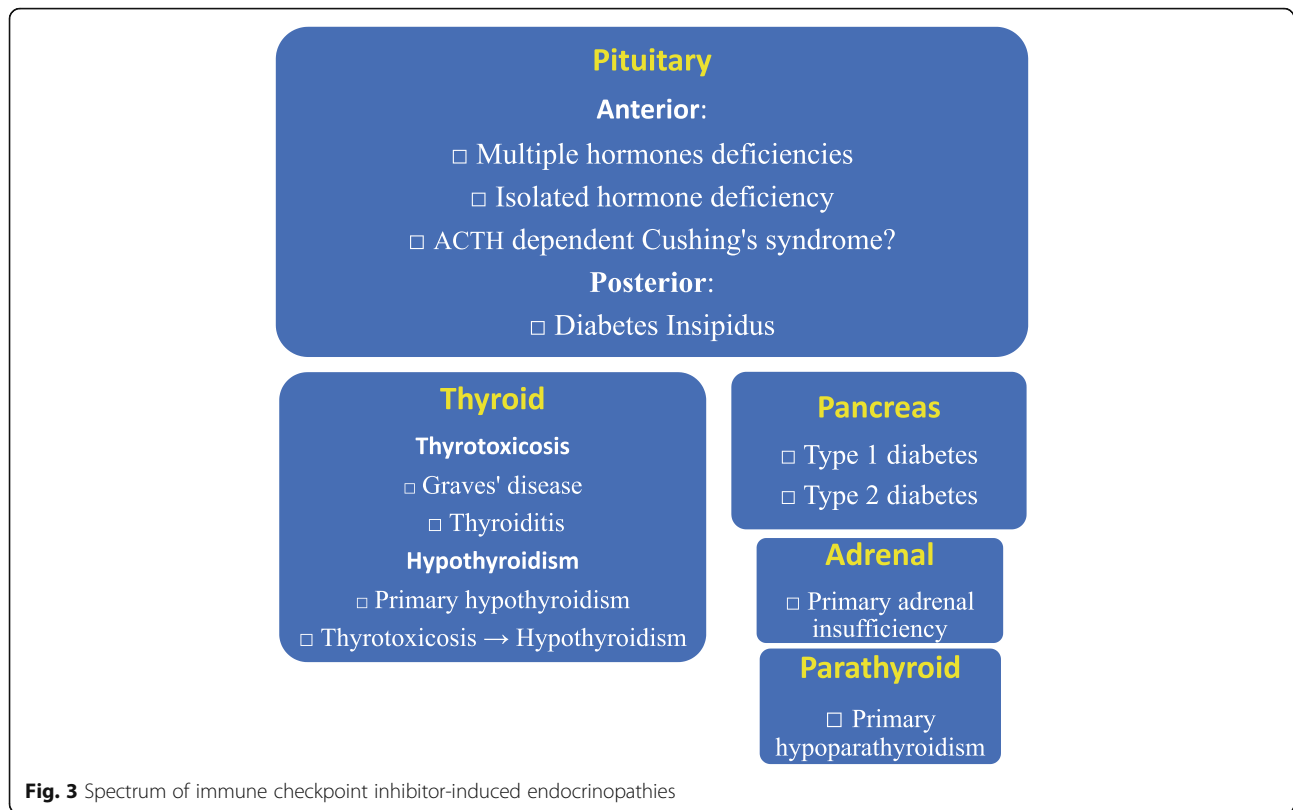 Pituitary
Anterior:
□ Multiple hormones deficiencies
□ Isolated hormone deficiency
□ ACTH dependent Cushing's syndrome?
Posterior:
□ Diabetes Insipidus
Thyroid
Thyrotoxicosis
□ Graves' disease
□ Thyroiditis
Hypothyroidism
□ Primary hypothyroidism
□ Thyrotoxicosis → Hypothyroidism
Pancreas
□ Type 1 diabetes
□ Type 2 diabetes
Adrenal
□ Primary adrenal
insufficiency
Parathyroid
□ Primary
hypoparathyroidism
Fig. 3 Spectrum of immune checkpoint inhibitor-induced endocrinopathies